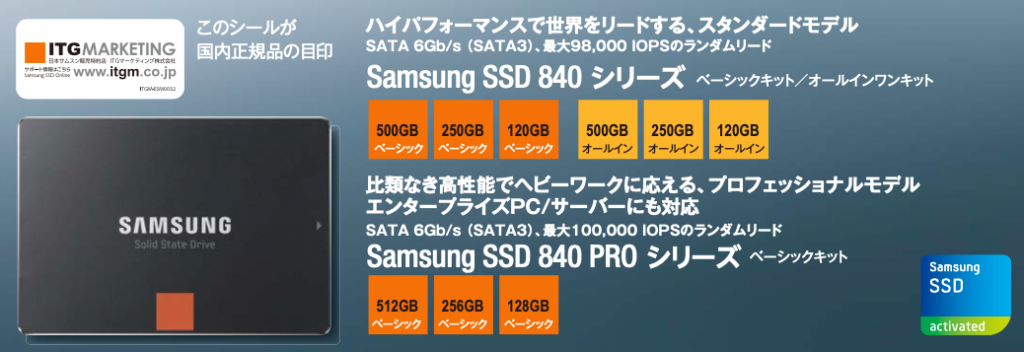 ITGMARKETING
日本サムスン販売特約店 ITGマーケティング株式会社
サポート情報はこちら
Samsung SSD Online
www.itgm.co.jp
このシールが
国内正規品の目印
SAMSUNG
Solid State Drive
ハイパフォーマンスで世界をリードする、スタンダードモデル
SATA 6Gb/s（SATA3）、最大98,000 IOPSのランダムリード
Samsung SSD 840 シリーズ ベーシックキット／オールインワンキット
500GB 250GB 120GB 500GB 250GB 120GB
ベーシック ベーシック ベーシック オールイン オールイン オールイン
比類なき高性能でヘビーワークに応える、プロフェッショナルモデル
エンタープライズPC/サーバーにも対応
SATA 6Gb/s（SATA3）、最大100,000 IOPSのランダムリード
Samsung SSD 840 PRO シリーズ ベーシックキット
512GB 256GB 128GB
ベーシック ベーシック ベーシック
Samsung
SSD
activated